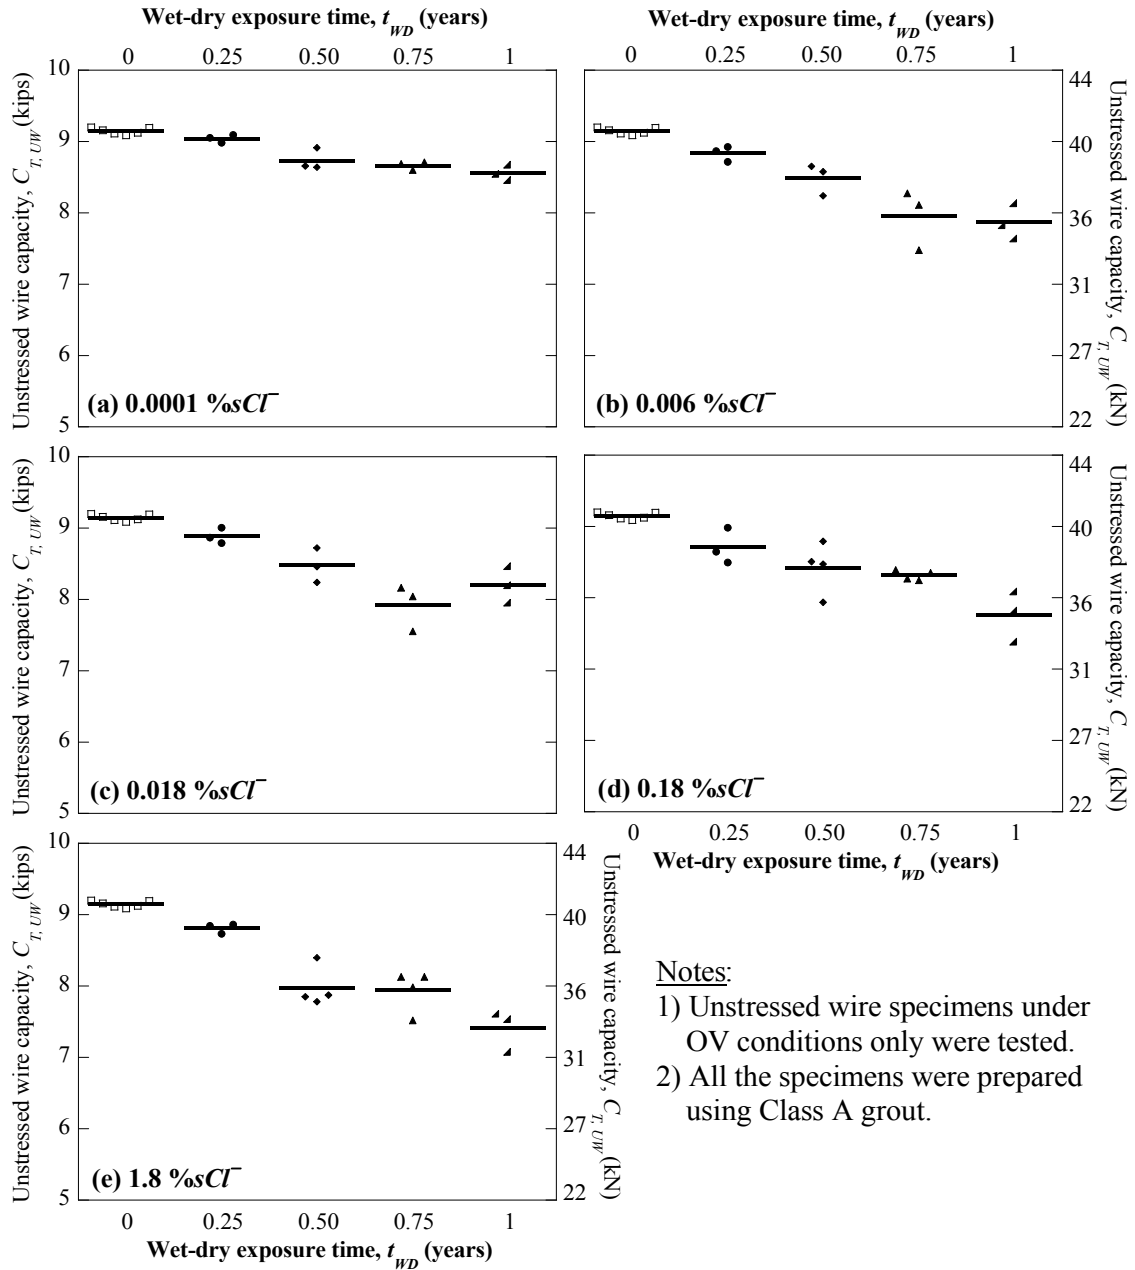 Wet-dry exposure time, t_WD (years)
Wet-dry exposure time, t_WD (years)
0 0.25 0.50 0.75 1
0 0.25 0.50 0.75 1
Unstressed wire capacity, C_T, UW (kips)
10
9
8
7
6
5
(a) 0.0001 %sCl⁻
(b) 0.006 %sCl⁻
44
40
36
31
27
22
Unstressed wire capacity, C_T, UW (kN)
Unstressed wire capacity, C_T, UW (kips)
10
9
8
7
6
5
(c) 0.018 %sCl⁻
(d) 0.18 %sCl⁻
44
40
36
31
27
22
Unstressed wire capacity, C_T, UW (kN)
0 0.25 0.50 0.75 1
Wet-dry exposure time, t_WD (years)
Unstressed wire capacity, C_T, UW (kips)
10
9
8
7
6
5
(e) 1.8 %sCl⁻
44
40
36
31
27
22
Unstressed wire capacity, C_T, UW (kN)
0 0.25 0.50 0.75 1
Wet-dry exposure time, t_WD (years)
Notes:
1) Unstressed wire specimens under
OV conditions only were tested.
2) All the specimens were prepared
using Class A grout.